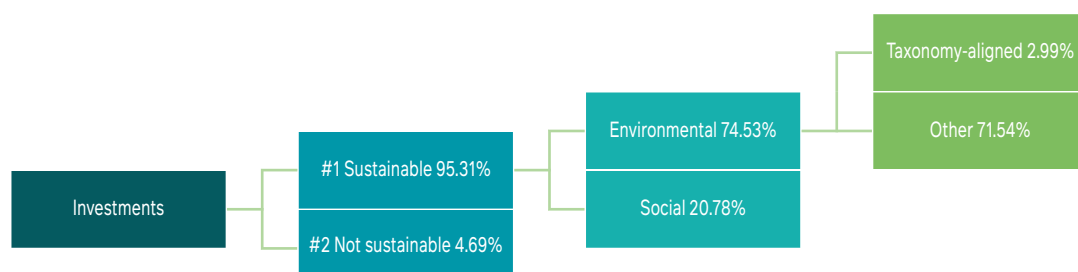 Investments
#1 Sustainable 95.31%
#2 Not sustainable 4.69%
Environmental 74.53%
Social 20.78%
Taxonomy-aligned 2.99%
Other 71.54%